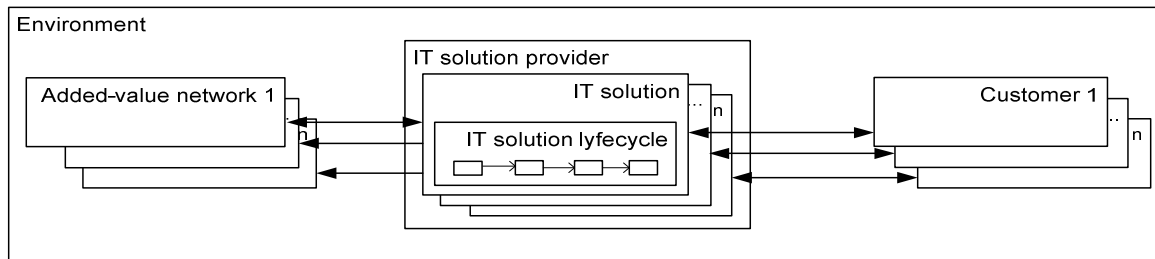 Environment
IT solution provider
Added-value network 1
...
n
IT solution
...
n
IT solution lyfecycle
Customer 1
...
n